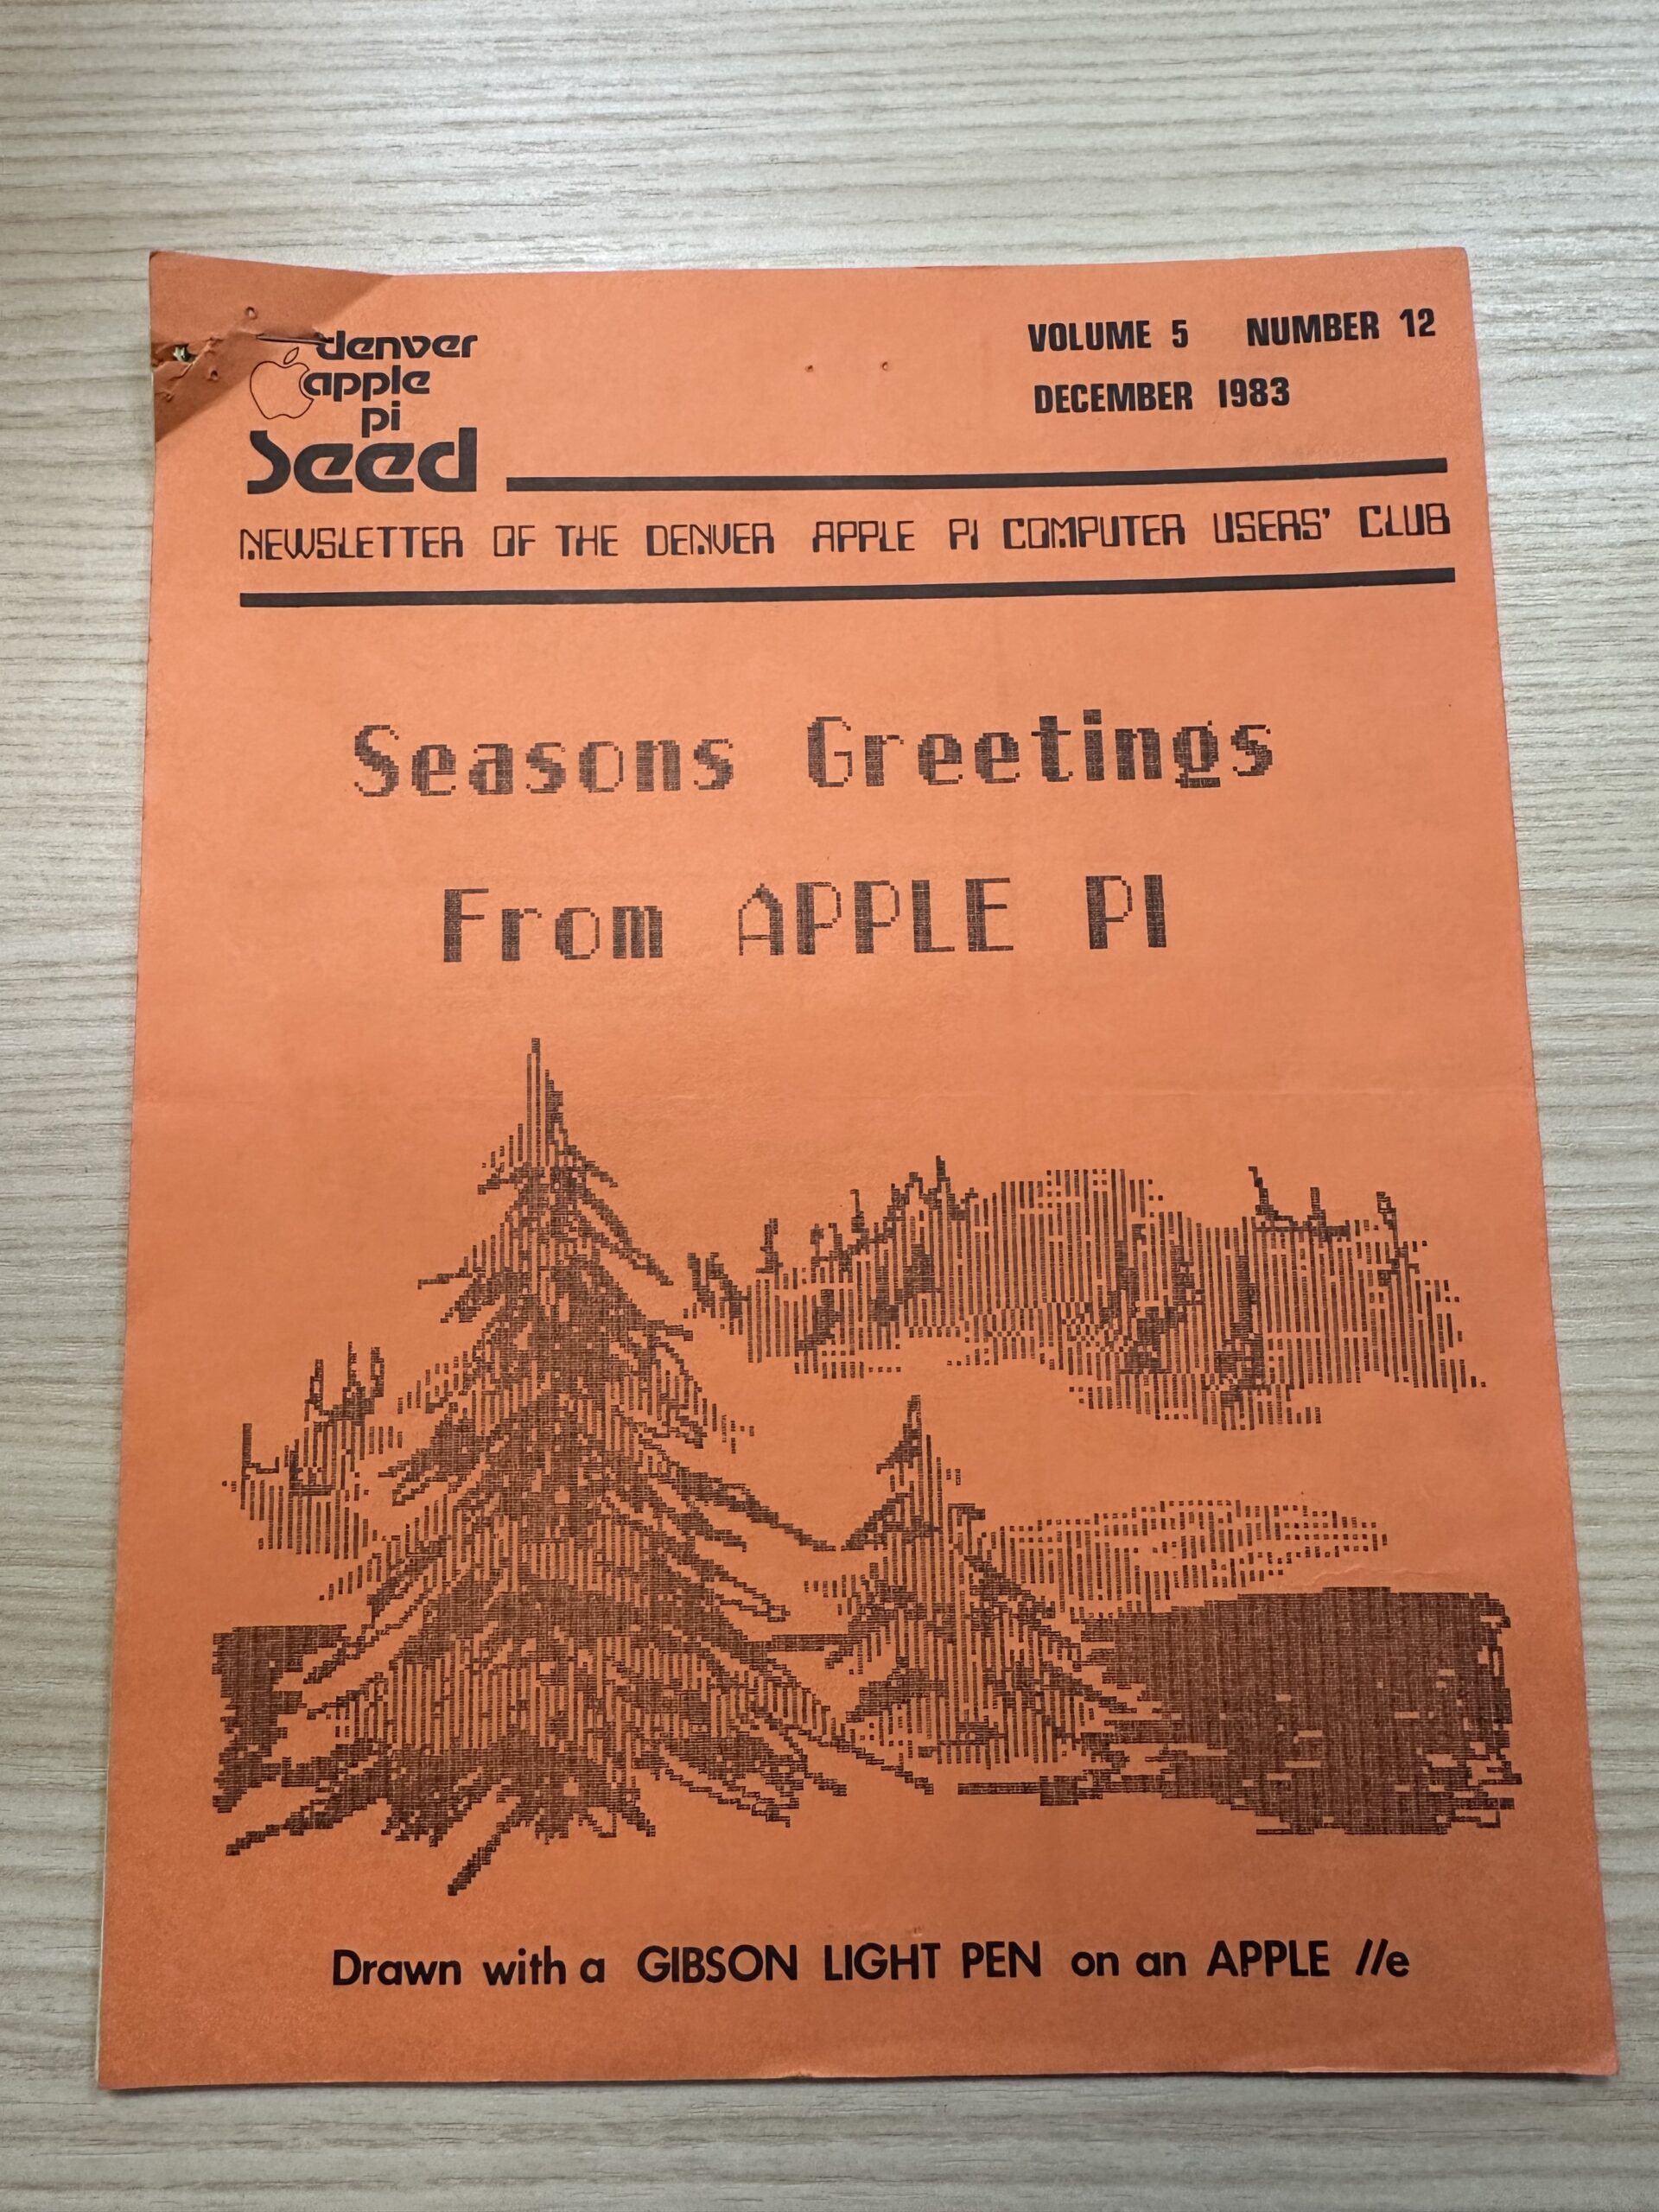 denver
apple
pi
Seed
VOLUME 5 NUMBER 12
DECEMBER 1983
NEWSLETTER OF THE DENVER APPLE PI COMPUTER USERS' CLUB
Seasons Greetings
From APPLE PI
Drawn with a GIBSON LIGHT PEN on an APPLE //e